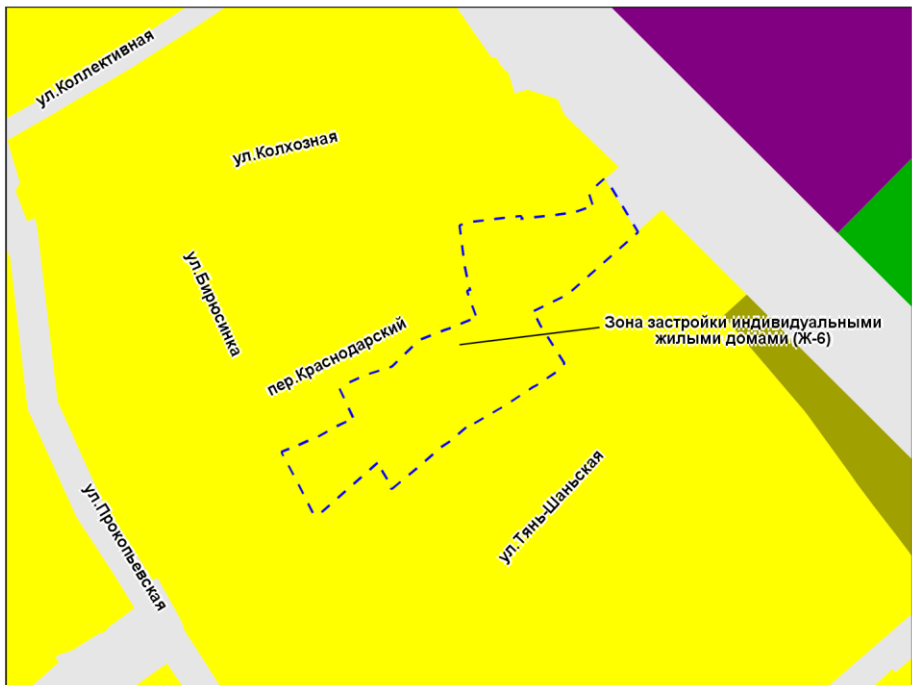 ул.Коллективная
ул.Колхозная
ул.Бирюсинка
пер.Краснодарский
Зона застройки индивидуальными
жилыми домами (Ж-6)
ул.Тянь-Шаньская
ул.Прокопьевская